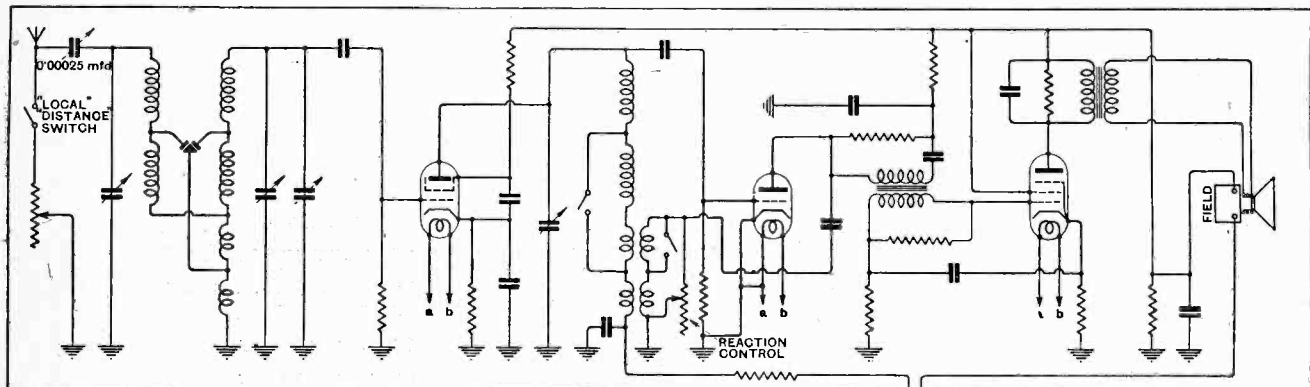 0'00025 mfd
"LOCAL"
DISTANCE
SWITCH
a b
a b
REACTION
CONTROL
b
FIELD